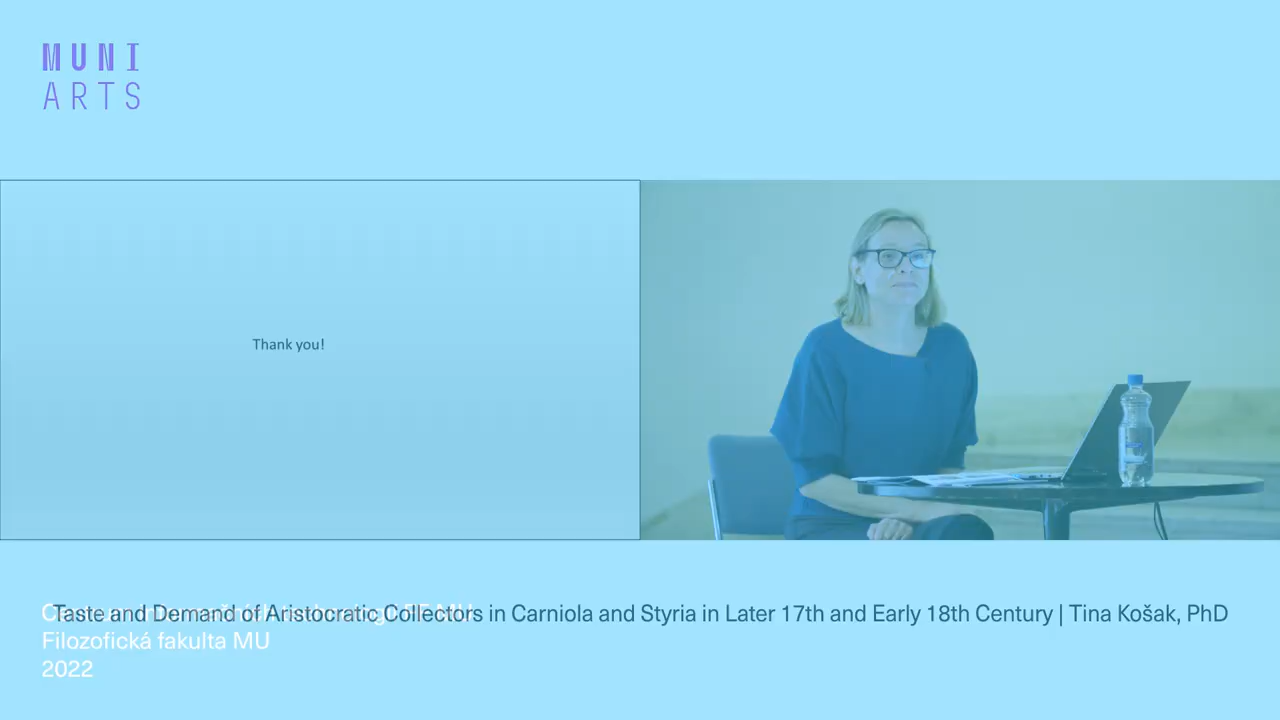 MUNI
ARTS
Thank you!
Taste and Demand of Aristocratic Collectors in Carniola and Styria in Later 17th and Early 18th Century | Tina Košak, PhD
Filozofická fakulta MU
2022